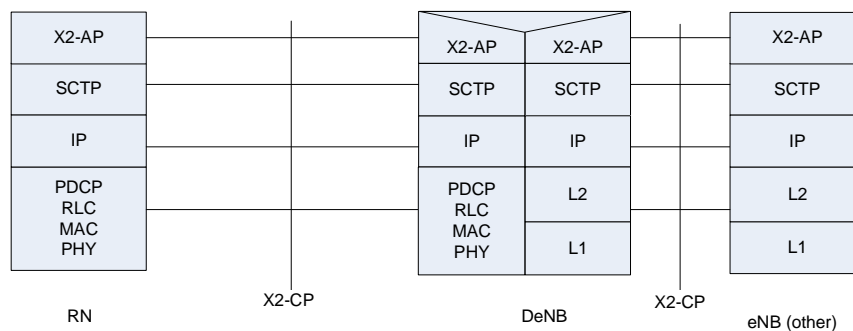 X2-AP
X2-AP
X2-AP
X2-AP
SCTP
SCTP
SCTP
SCTP
IP
IP
IP
IP
PDCP
RLC
MAC
PHY
PDCP
RLC
MAC
PHY
L2
L1
L2
L1
X2-CP
X2-CP
RN
DeNB
eNB (other)